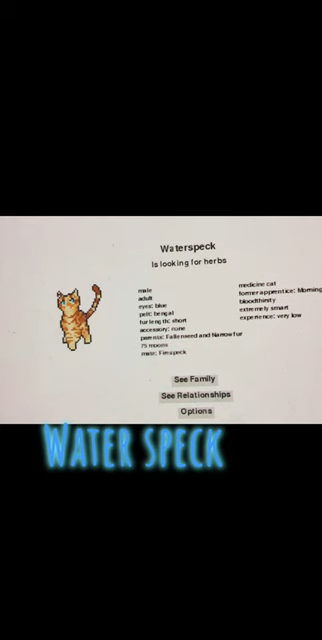 Waterspeck
Is looking for herbs
male
adult
eyes: blue
pelt: bengal
fur length: short
accessory: none
parents: Fallenseed and Narrowfur
75 moons
mate: Firespeck
medicine cat
former apprentice: Morning
bloodthirsty
extremely smart
experience: very low
See Family
See Relationships
Options
WATER SPECK